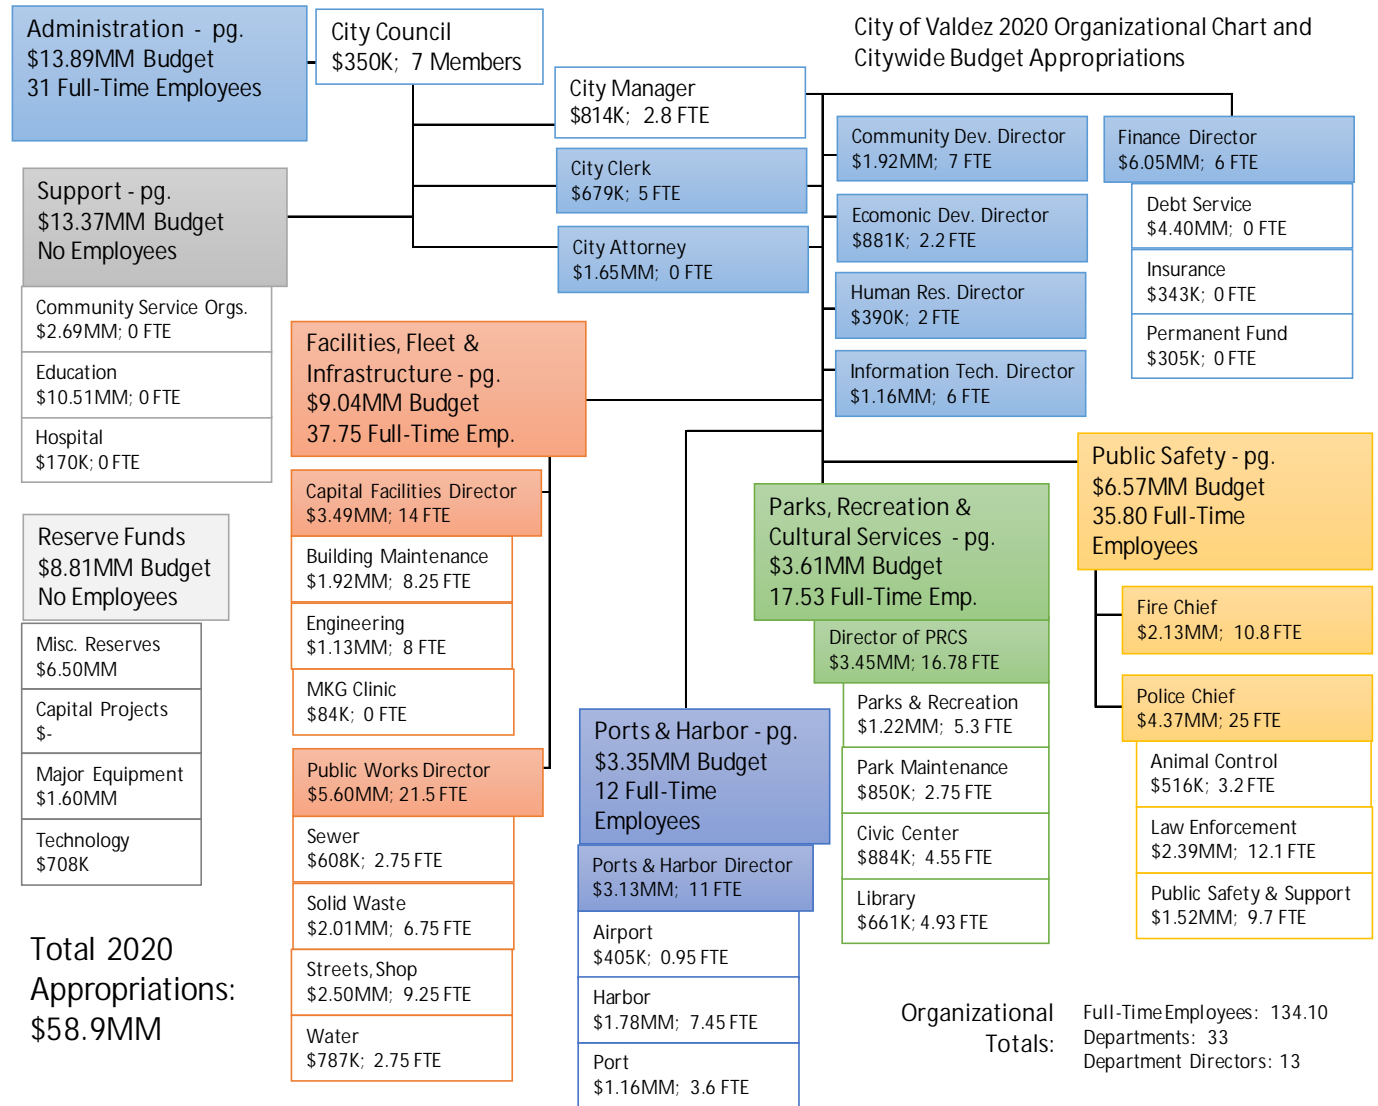 City of Valdez 2020 Organizational Chart and
Citywide Budget Appropriations
Administration - pg.
$13.89MM Budget
31 Full-Time Employees
City Council
$350K; 7 Members
City Manager
$814K; 2.8 FTE
City Clerk
$679K; 5 FTE
City Attorney
$1.65MM; 0 FTE
Community Dev. Director
$1.92MM; 7 FTE
Ecomonic Dev. Director
$881K; 2.2 FTE
Human Res. Director
$390K; 2 FTE
Information Tech. Director
$1.16MM; 6 FTE
Finance Director
$6.05MM; 6 FTE
Debt Service
$4.40MM; 0 FTE
Insurance
$343K; 0 FTE
Permanent Fund
$305K; 0 FTE
Support - pg.
$13.37MM Budget
No Employees
Community Service Orgs.
$2.69MM; 0 FTE
Education
$10.51MM; 0 FTE
Hospital
$170K; 0 FTE
Reserve Funds
$8.81MM Budget
No Employees
Misc. Reserves
$6.50MM
Capital Projects
$-
Major Equipment
$1.60MM
Technology
$708K
Facilities, Fleet &
Infrastructure - pg.
$9.04MM Budget
37.75 Full-Time Emp.
Capital Facilities Director
$3.49MM; 14 FTE
Building Maintenance
$1.92MM; 8.25 FTE
Engineering
$1.13MM; 8 FTE
MKG Clinic
$84K; 0 FTE
Public Works Director
$5.60MM; 21.5 FTE
Sewer
$608K; 2.75 FTE
Solid Waste
$2.01MM; 6.75 FTE
Streets, Shop
$2.50MM; 9.25 FTE
Water
$787K; 2.75 FTE
Ports & Harbor - pg.
$3.35MM Budget
12 Full-Time
Employees
Ports & Harbor Director
$3.13MM; 11 FTE
Airport
$405K; 0.95 FTE
Harbor
$1.78MM; 7.45 FTE
Port
$1.16MM; 3.6 FTE
Parks, Recreation &
Cultural Services - pg.
$3.61MM Budget
17.53 Full-Time Emp.
Director of PRCS
$3.45MM; 16.78 FTE
Parks & Recreation
$1.22MM; 5.3 FTE
Park Maintenance
$850K; 2.75 FTE
Civic Center
$884K; 4.55 FTE
Library
$661K; 4.93 FTE
Public Safety - pg.
$6.57MM Budget
35.80 Full-Time
Employees
Fire Chief
$2.13MM; 10.8 FTE
Police Chief
$4.37MM; 25 FTE
Animal Control
$516K; 3.2 FTE
Law Enforcement
$2.39MM; 12.1 FTE
Public Safety & Support
$1.52MM; 9.7 FTE
Total 2020
Appropriations:
$58.9MM
Organizational
Totals:
Full-Time Employees: 134.10
Departments: 33
Department Directors: 13